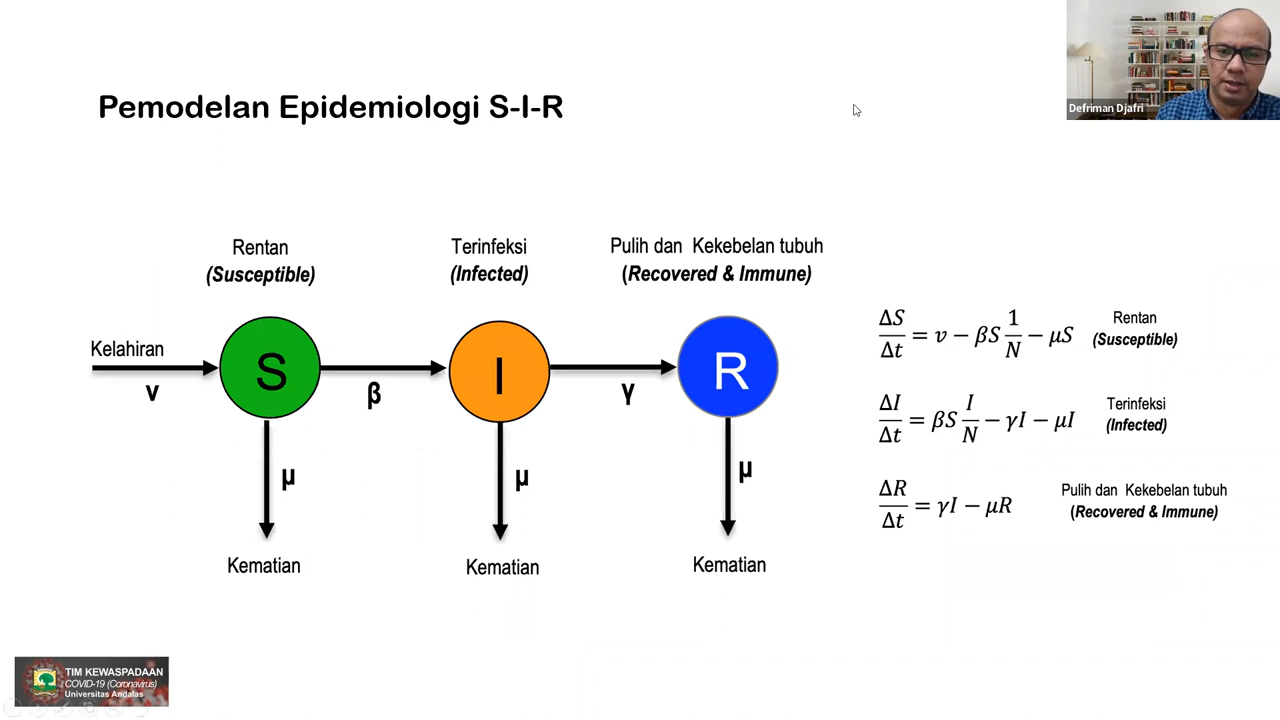 Defriman Djafri
Pemodelan Epidemiologi S-I-R
Rentan
(Susceptible)
Terinfeksi
(Infected)
Pulih dan Kekebelan tubuh
(Recovered & Immune)
Kelahiran
v
S
β
I
γ
R
μ
μ
μ
Kematian
Kematian
Kematian
ΔS/Δt = v − βS 1/N − μS
Rentan
(Susceptible)
ΔI/Δt = βS I/N − γI − μI
Terinfeksi
(Infected)
ΔR/Δt = γI − μR
Pulih dan Kekebelan tubuh
(Recovered & Immune)
TIM KEWASPADAAN
COVID-19 (Coronavirus)
Universitas Andalas